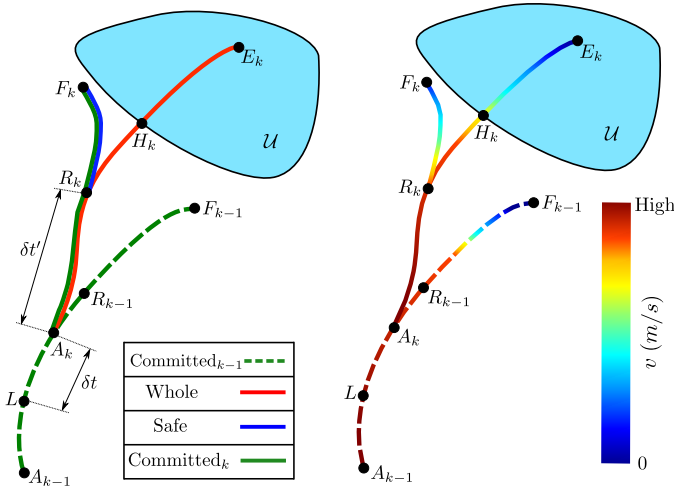 E_k
F_k
H_k
𝒰
R_k
F_{k−1}
δt′
R_{k−1}
A_k
δt
L
A_{k−1}
Committed_{k−1}
Whole
Safe
Committed_k
E_k
F_k
H_k
𝒰
R_k
F_{k−1}
High
R_{k−1}
A_k
v (m/s)
L
A_{k−1}
0